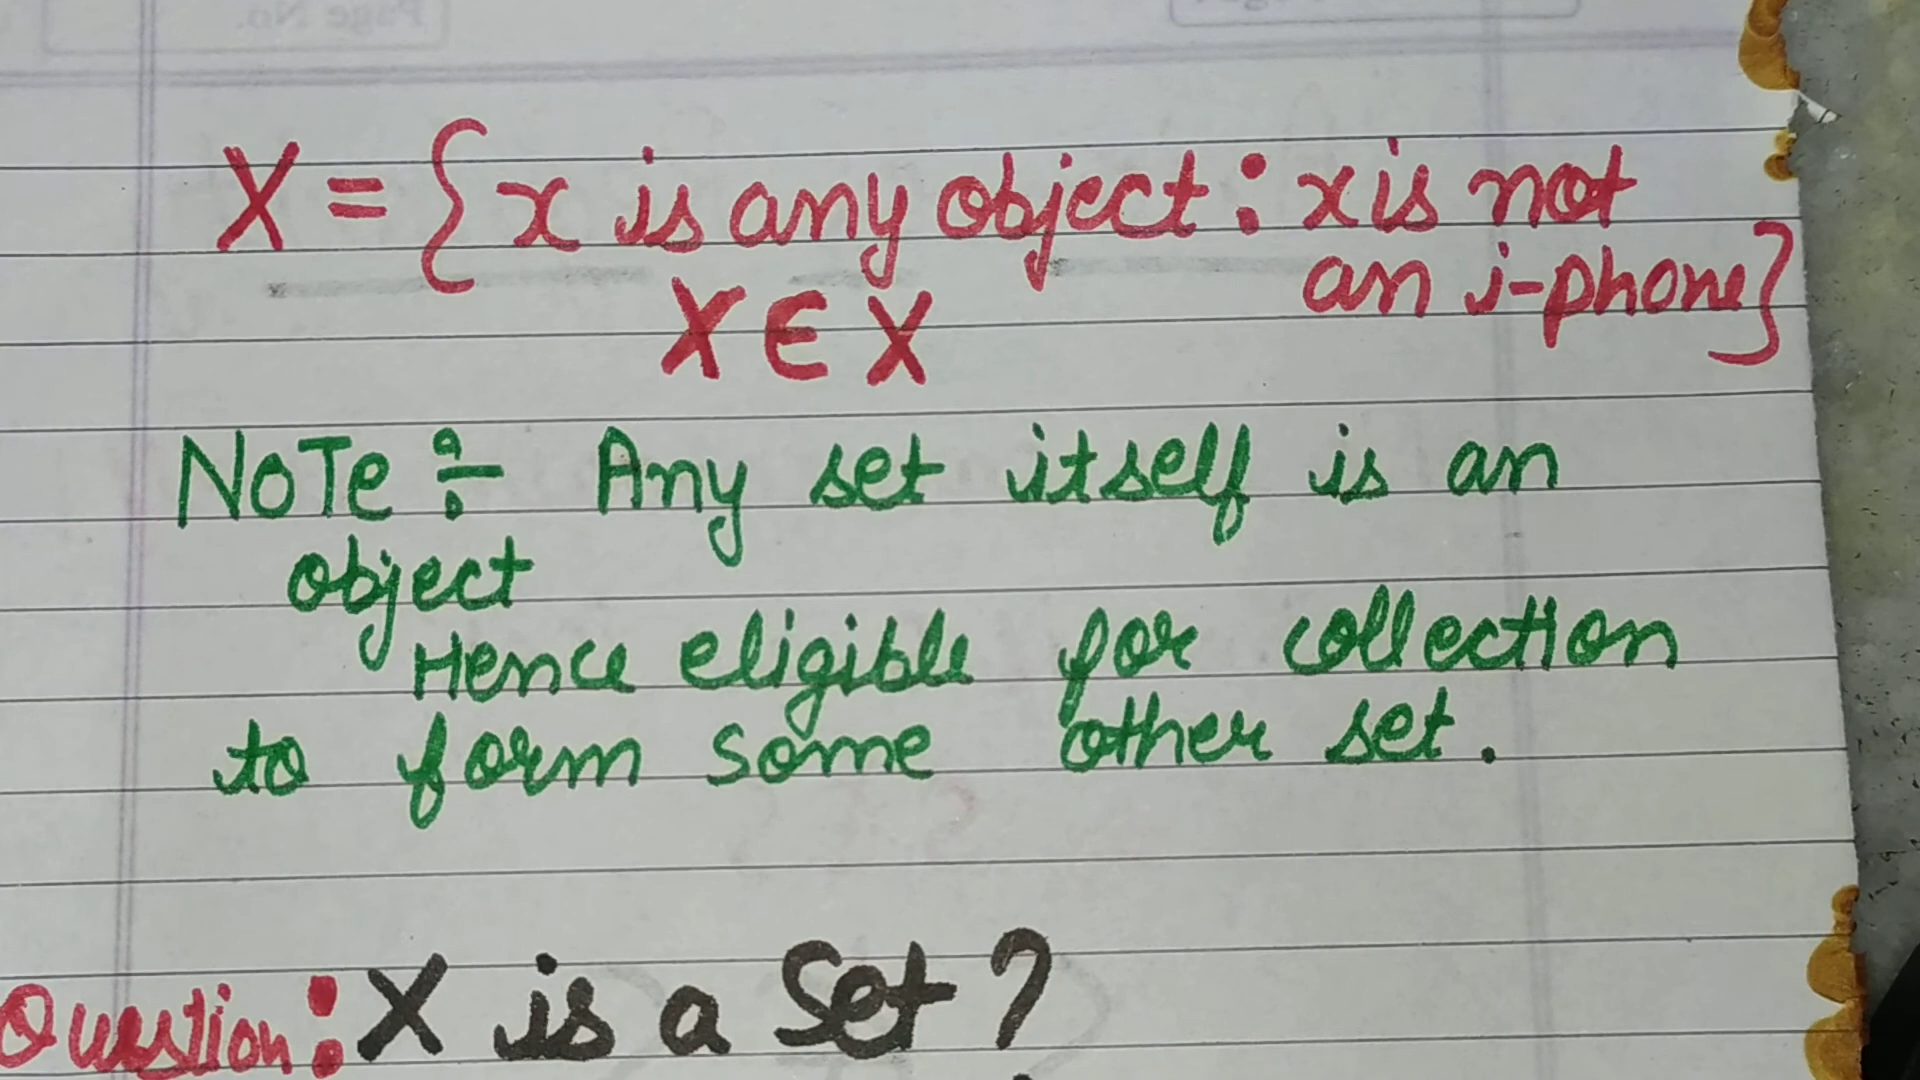 X = { x is any object : x is not
an i-phone}
X ∈ X
NoTe :- Any set itself is an
object
Hence eligible for collection
to form some other set.
Question: X is a Set ?